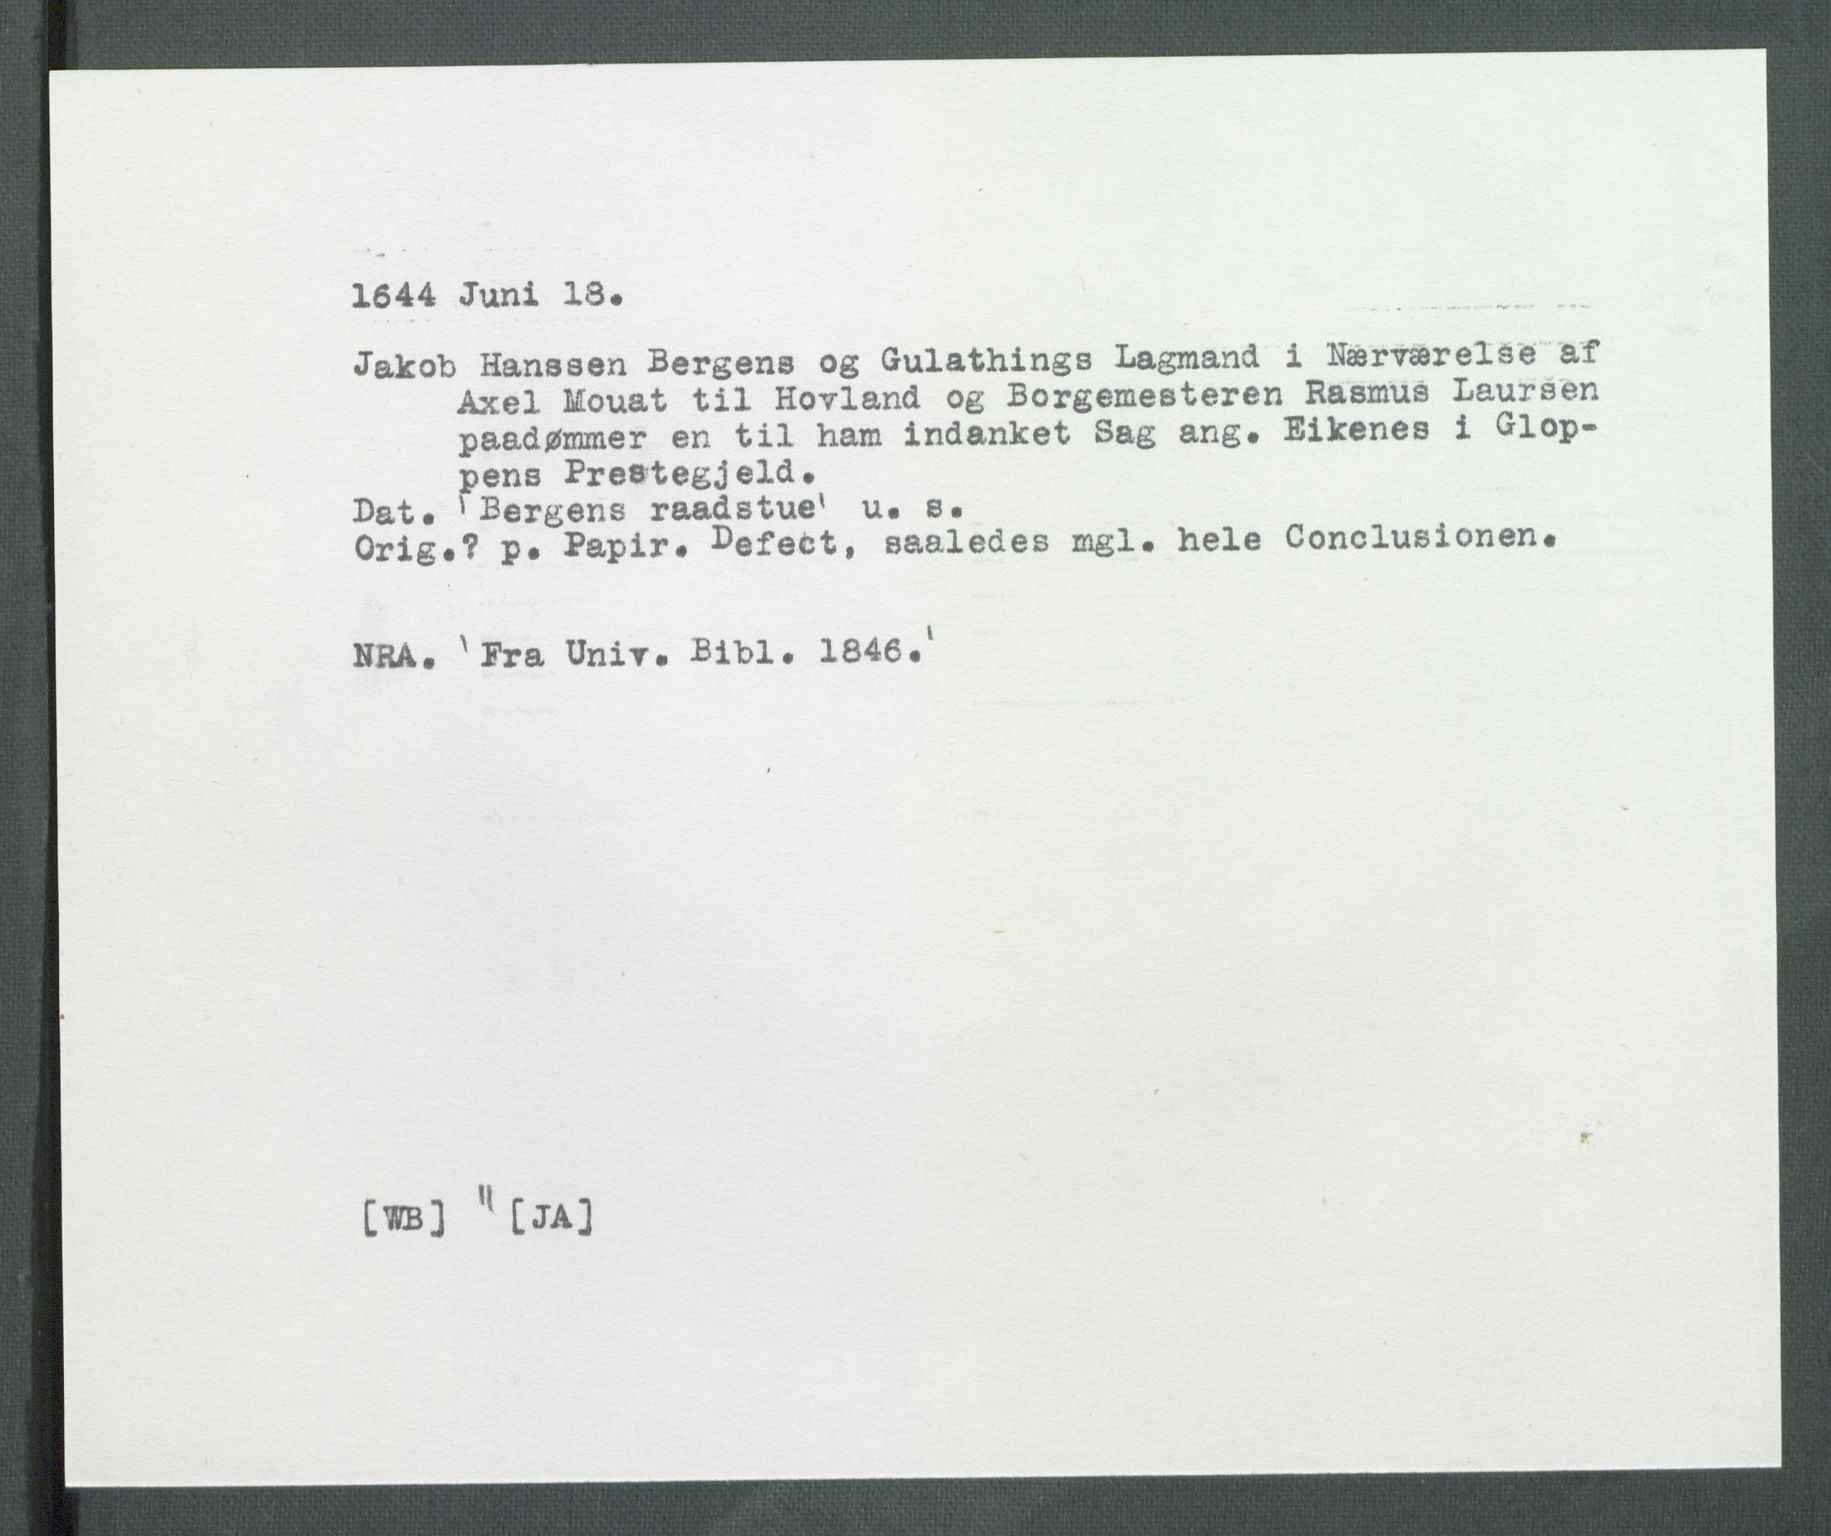 1644 Juni 18.
Jakob Hanssen Bergens og Gulathings Lagmand i Nærværelse af
Axel Mouat til Hovland og Borgemesteren Rasmus Laursen
paadømmer en til ham indanket Sag ang. Eikenes i Glop-
pens Prestegjeld.
Dat. 'Bergens raadstue' u. s.
Orig.? p. Papir. Defect, saaledes mgl. hele Conclusionen.
NRA. 'Fra Univ. Bibl. 1846.'
[WB] " [JA]